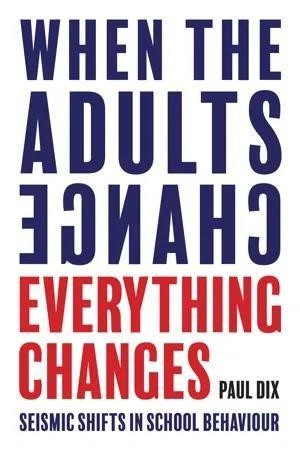 WHEN THE
ADULTS
CHANGE
EVERYTHING
CHANGES
PAUL DIX
SEISMIC SHIFTS IN SCHOOL BEHAVIOUR